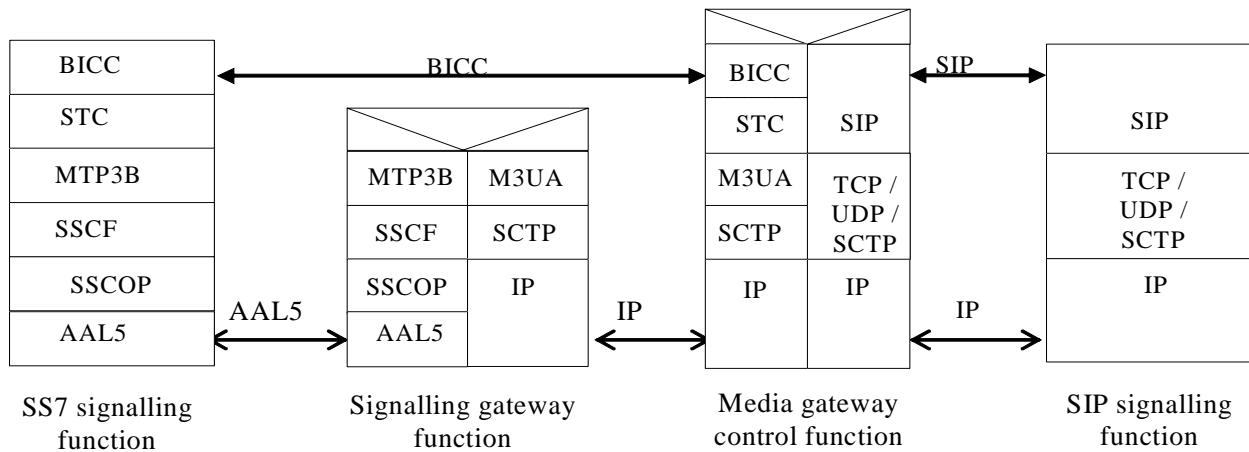 BICC
STC
MTP3B
SSCF
SSCOP
AAL5
BICC
AAL5
MTP3B
SSCF
SSCOP
AAL5
M3UA
SCTP
IP
IP
BICC
STC
M3UA
SCTP
IP
SIP
TCP /
UDP /
SCTP
IP
SIP
IP
SIP
TCP /
UDP /
SCTP
IP
SS7 signalling
function
Signalling gateway
function
Media gateway
control function
SIP signalling
function